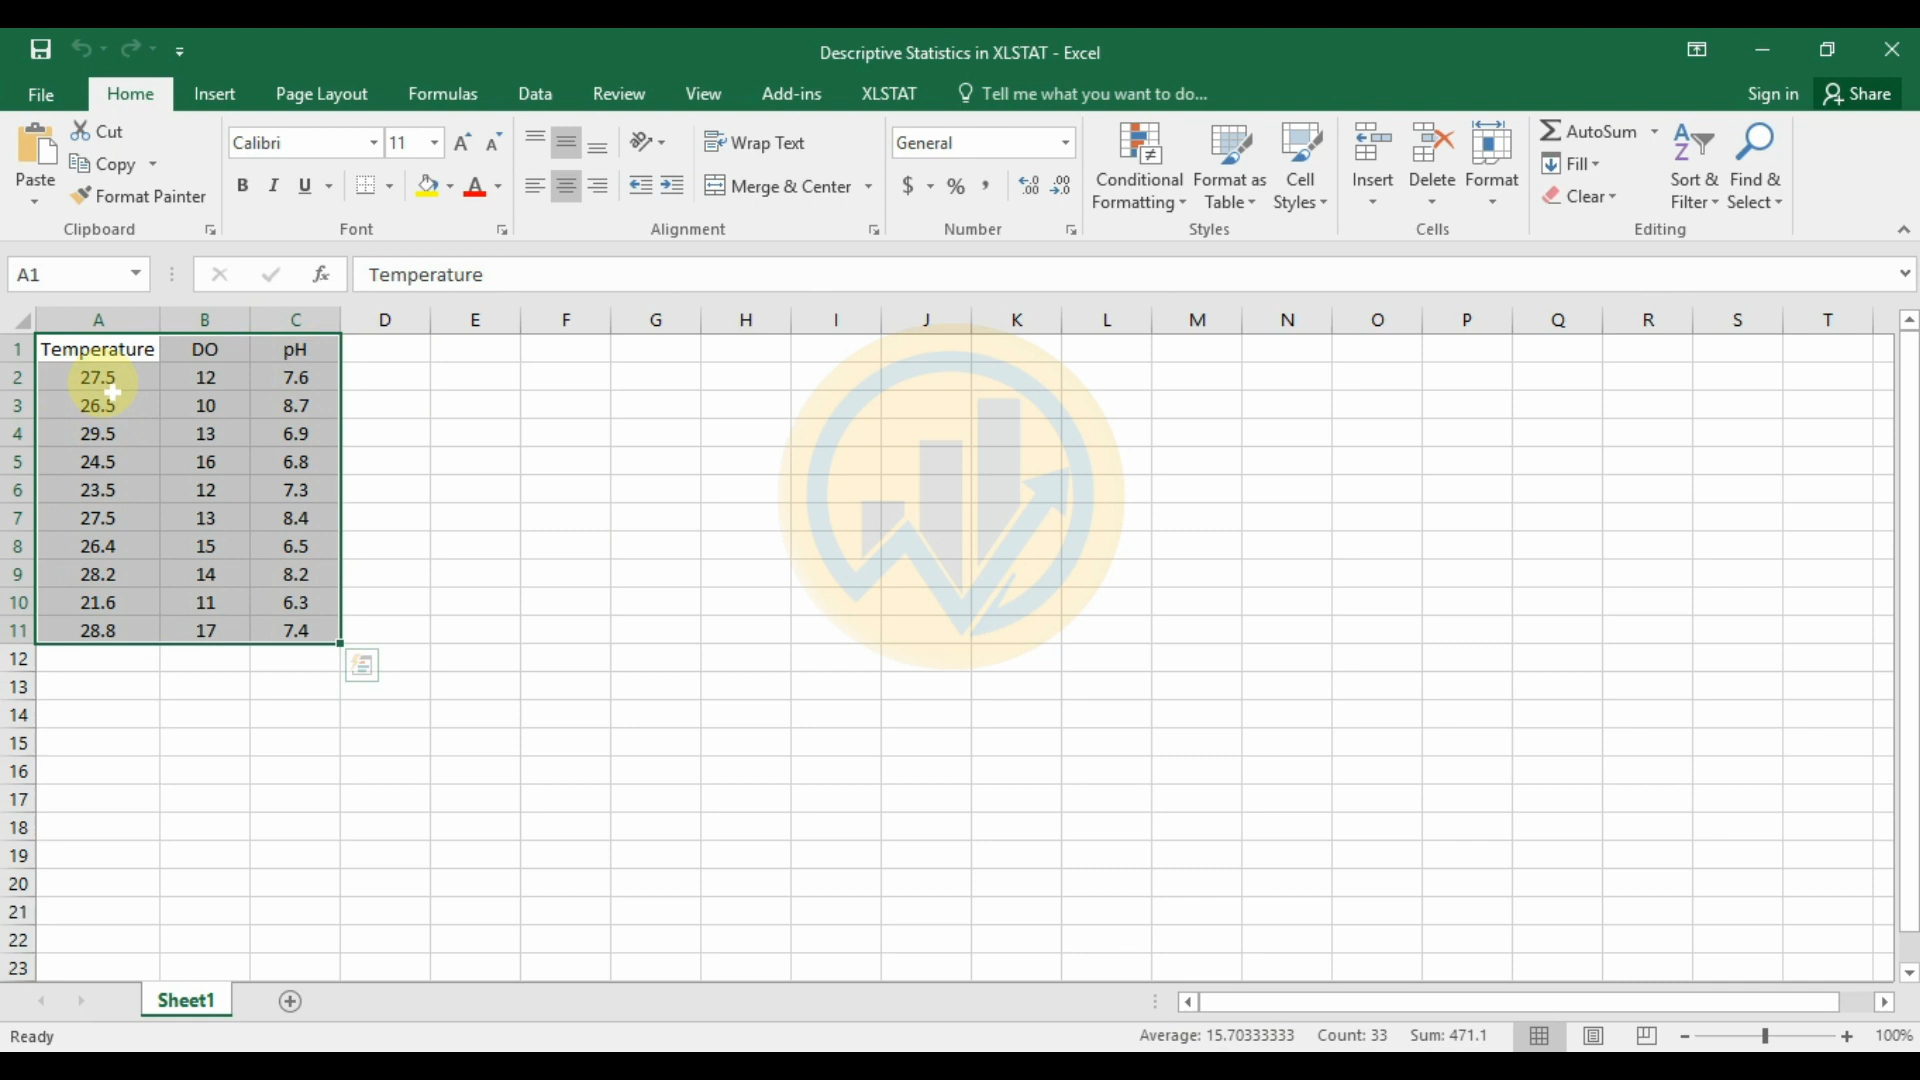 Descriptive Statistics in XLSTAT - Excel
File Home Insert Page Layout Formulas Data Review View Add-ins XLSTAT Tell me what you want to do... Sign in Share
Paste Cut Copy Format Painter
Clipboard
Calibri 11
B I U A
Font
Wrap Text
Merge & Center
Alignment
General
$ % , .00 .0
Number
Conditional Formatting Format as Table Cell Styles
Styles
Insert Delete Format
Cells
AutoSum Fill Clear Sort & Filter Find & Select
Editing
A1 fx Temperature
A B C D E F G H I J K L M N O P Q R S T
1 Temperature DO pH
2 27.5 12 7.6
3 26.5 10 8.7
4 29.5 13 6.9
5 24.5 16 6.8
6 23.5 12 7.3
7 27.5 13 8.4
8 26.4 15 6.5
9 28.2 14 8.2
10 21.6 11 6.3
11 28.8 17 7.4
12
13
14
15
16
17
18
19
20
21
22
23
Sheet1
Ready Average: 15.70333333 Count: 33 Sum: 471.1 100%